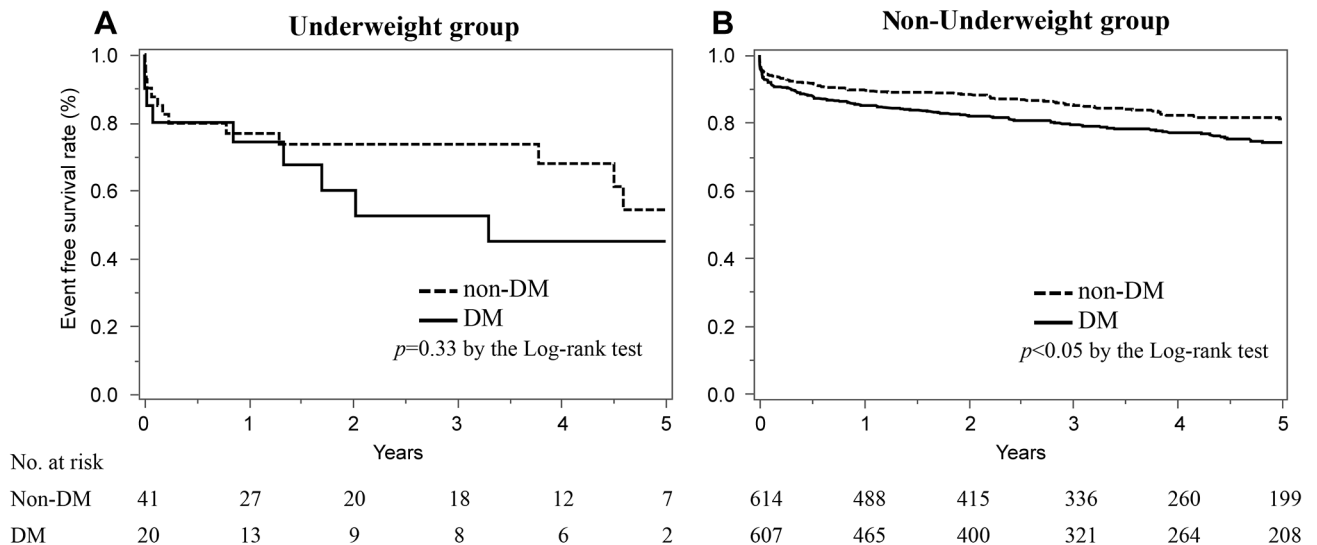 A Underweight group
B Non-Underweight group
Event free survival rate (%)
1.0
0.8
0.6
0.4
0.2
0.0
non-DM
DM
p=0.33 by the Log-rank test
0 1 2 3 4 5
Years
1.0
0.8
0.6
0.4
0.2
0.0
non-DM
DM
p<0.05 by the Log-rank test
0 1 2 3 4 5
Years
No. at risk
Non-DM 41 27 20 18 12 7 614 488 415 336 260 199
DM 20 13 9 8 6 2 607 465 400 321 264 208